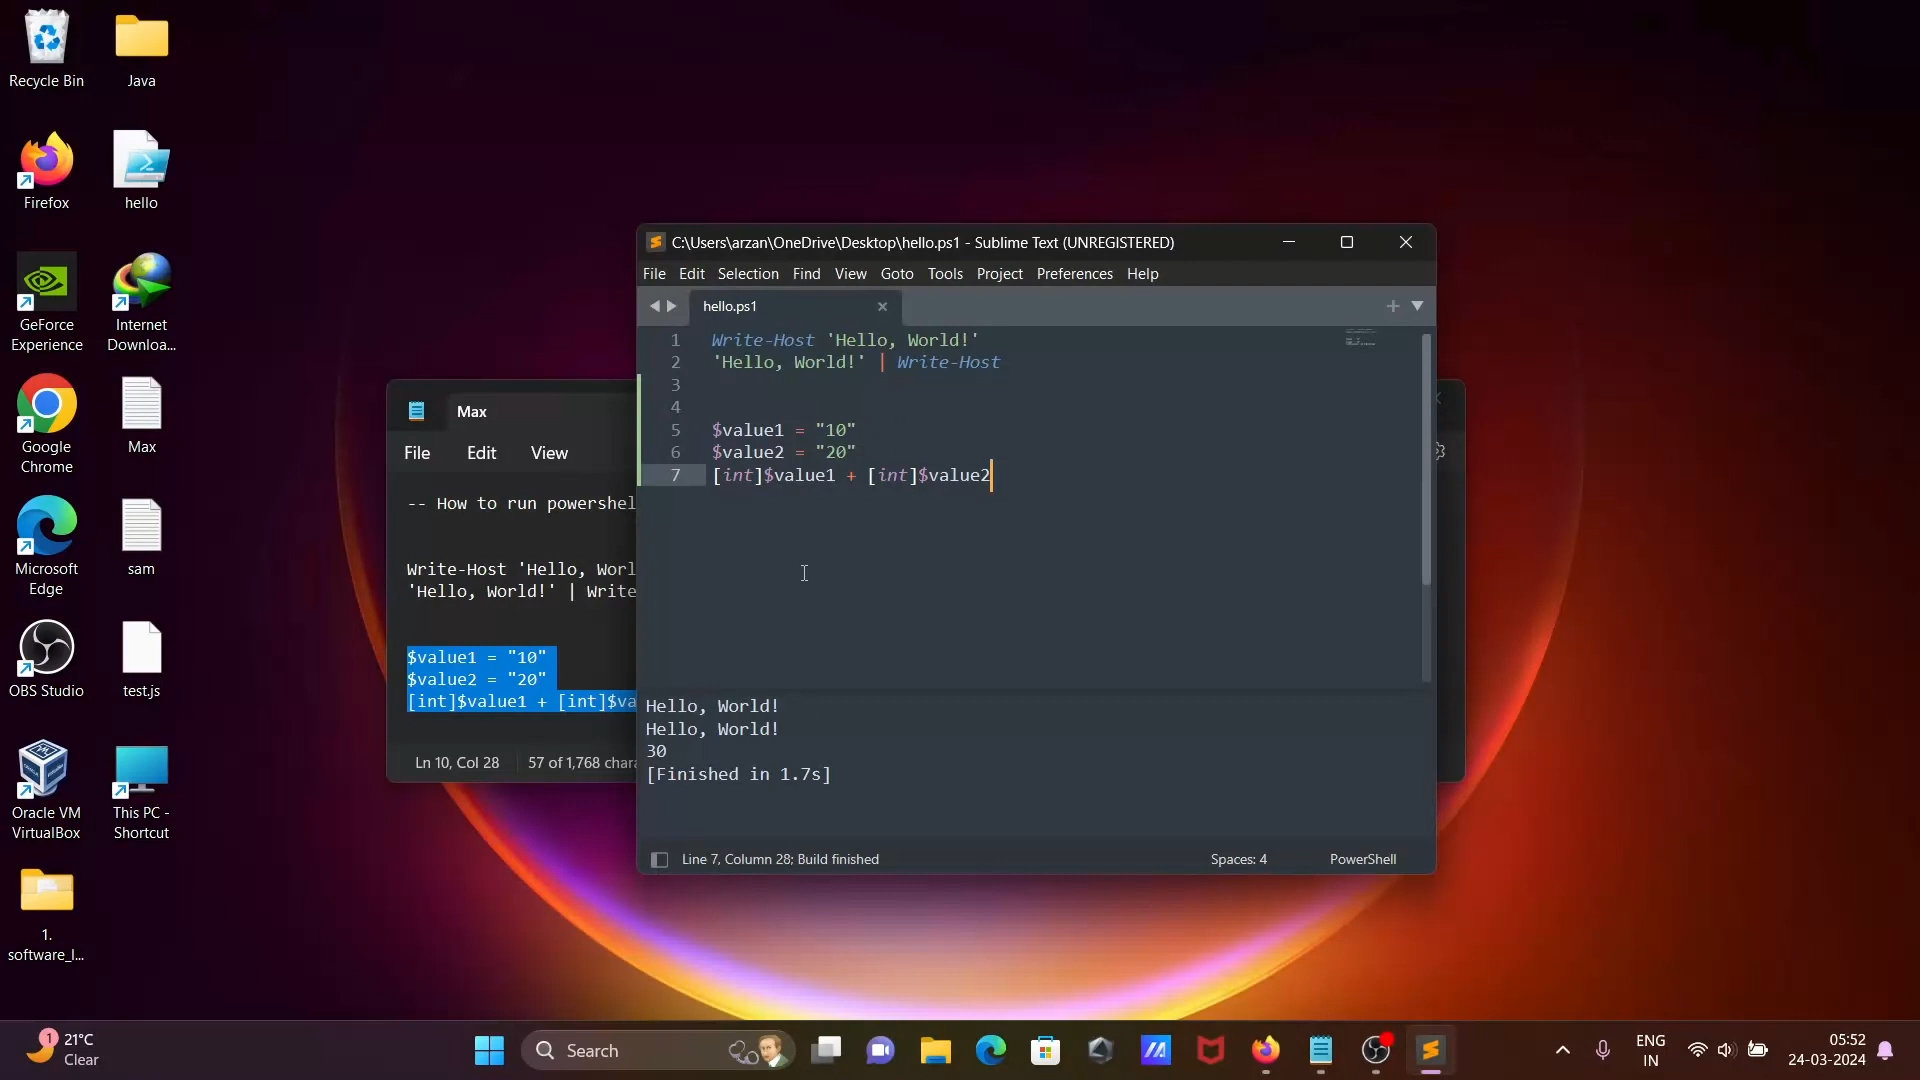 Recycle Bin
Java
Firefox
hello
GeForce
Experience
Internet
Downloa...
Google
Chrome
Max
Microsoft
Edge
sam
OBS Studio
test.js
Oracle VM
VirtualBox
This PC -
Shortcut
1.
software_I...
Max
File Edit View
-- How to run powershel
Write-Host 'Hello, Worl
'Hello, World!' | Write
$value1 = "10"
$value2 = "20"
[int]$value1 + [int]$va
Ln 10, Col 28
57 of 1,768 chara
C:\Users\arzan\OneDrive\Desktop\hello.ps1 - Sublime Text (UNREGISTERED)
File Edit Selection Find View Goto Tools Project Preferences Help
hello.ps1
1 Write-Host 'Hello, World!'
2 'Hello, World!' | Write-Host
3
4
5 $value1 = "10"
6 $value2 = "20"
7 [int]$value1 + [int]$value2
Hello, World!
Hello, World!
30
[Finished in 1.7s]
Line 7, Column 28; Build finished
Spaces: 4
PowerShell
1
21°C
Clear
Search
ENG
IN
05:52
24-03-2024